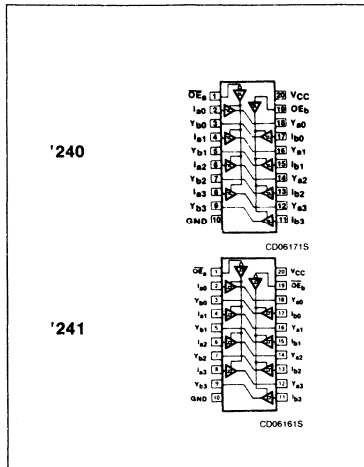 O̅E̅a 1 20 VCC
Ia0 2 19 OEb
Yb0 3 18 Ya0
Ia1 4 17 Ib0
Yb1 5 16 Ya1
'240
Ia2 6 15 Ib1
Yb2 7 14 Ya2
Ia3 8 13 Ib2
Yb3 9 12 Ya3
GND 10 11 Ib3
CD06171S
O̅E̅a 1 20 VCC
Ia0 2 19 O̅E̅b
Yb0 3 18 Ya0
Ia1 4 17 Ib0
Yb1 5 16 Ya1
'241
Ia2 6 15 Ib1
Yb2 7 14 Ya2
Ia3 8 13 Ib2
Yb3 9 12 Ya3
GND 10 11 Ib3
CD06161S